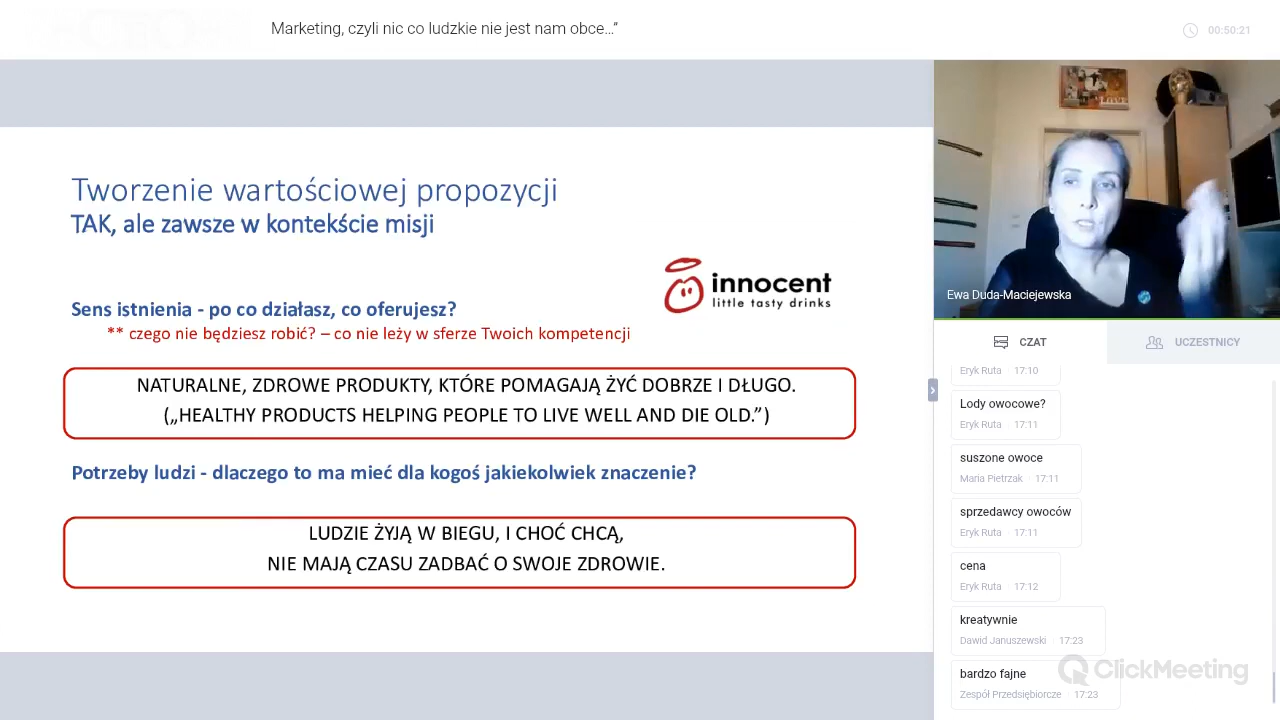 Marketing, czyli nic co ludzkie nie jest nam obce…”
00:50:21
Tworzenie wartościowej propozycji
TAK, ale zawsze w kontekście misji
innocent
little tasty drinks
Sens istnienia - po co działasz, co oferujesz?
** czego nie będziesz robić? – co nie leży w sferze Twoich kompetencji
NATURALNE, ZDROWE PRODUKTY, KTÓRE POMAGAJĄ ŻYĆ DOBRZE I DŁUGO.
(„HEALTHY PRODUCTS HELPING PEOPLE TO LIVE WELL AND DIE OLD.”)
Potrzeby ludzi - dlaczego to ma mieć dla kogoś jakiekolwiek znaczenie?
LUDZIE ŻYJĄ W BIEGU, I CHOĆ CHCĄ,
NIE MAJĄ CZASU ZADBAĆ O SWOJE ZDROWIE.
Ewa Duda-Maciejewska
CZAT
UCZESTNICY
Eryk Ruta · 17:10
Lody owocowe?
Eryk Ruta · 17:11
suszone owoce
Maria Pietrzak · 17:11
sprzedawcy owoców
Eryk Ruta · 17:11
cena
Eryk Ruta · 17:12
kreatywnie
Dawid Januszewski · 17:23
bardzo fajne
Zespół Przedsiębiorcze · 17:23
ClickMeeting